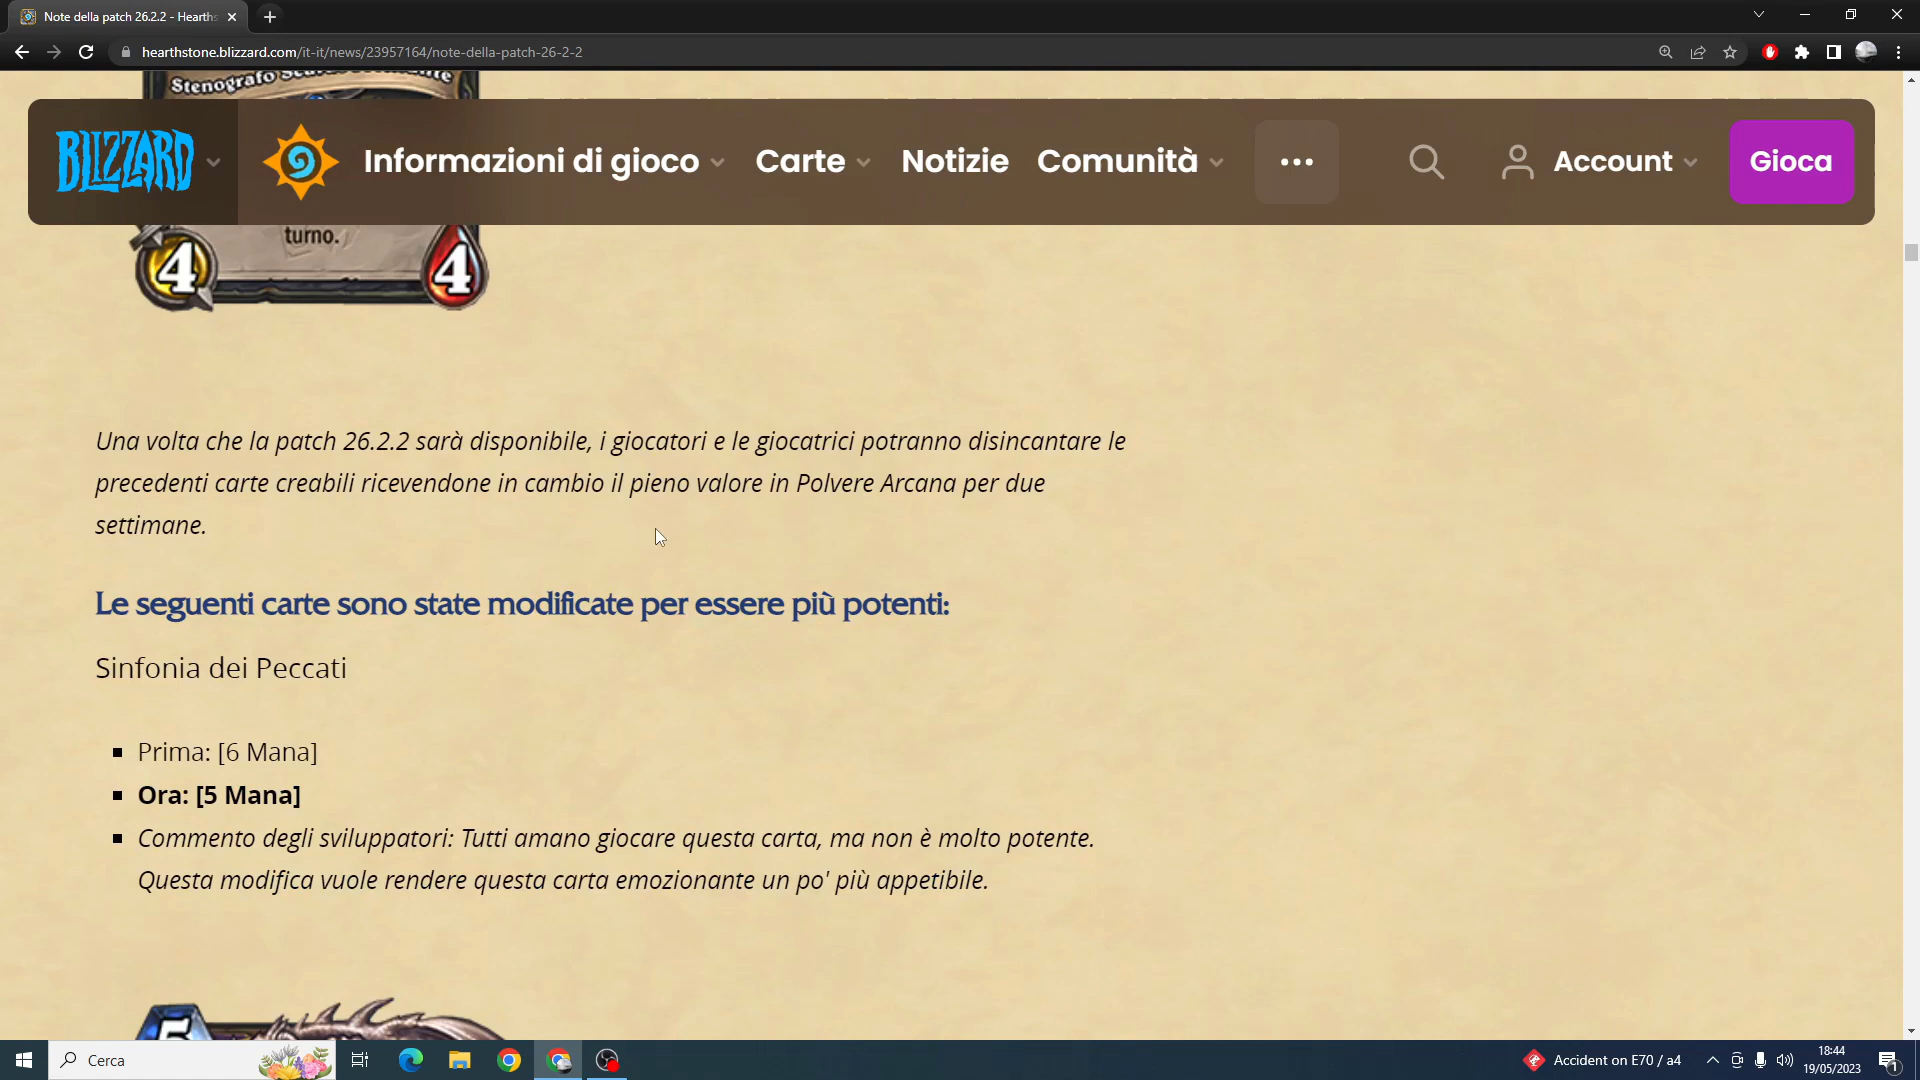 Note della patch 26.2.2 - Hearths
hearthstone.blizzard.com/it-it/news/23957164/note-della-patch-26-2-2
Stenografo
BLIZZARD
Informazioni di gioco
Carte
Notizie
Comunità
Account
Gioca
turno.
4
4
Una volta che la patch 26.2.2 sarà disponibile, i giocatori e le giocatrici potranno disincantare le
precedenti carte creabili ricevendone in cambio il pieno valore in Polvere Arcana per due
settimane.
Le seguenti carte sono state modificate per essere più potenti:
Sinfonia dei Peccati
Prima: [6 Mana]
Ora: [5 Mana]
Commento degli sviluppatori: Tutti amano giocare questa carta, ma non è molto potente.
Questa modifica vuole rendere questa carta emozionante un po' più appetibile.
5
Cerca
Accident on E70 / a4
18:44
19/05/2023
1